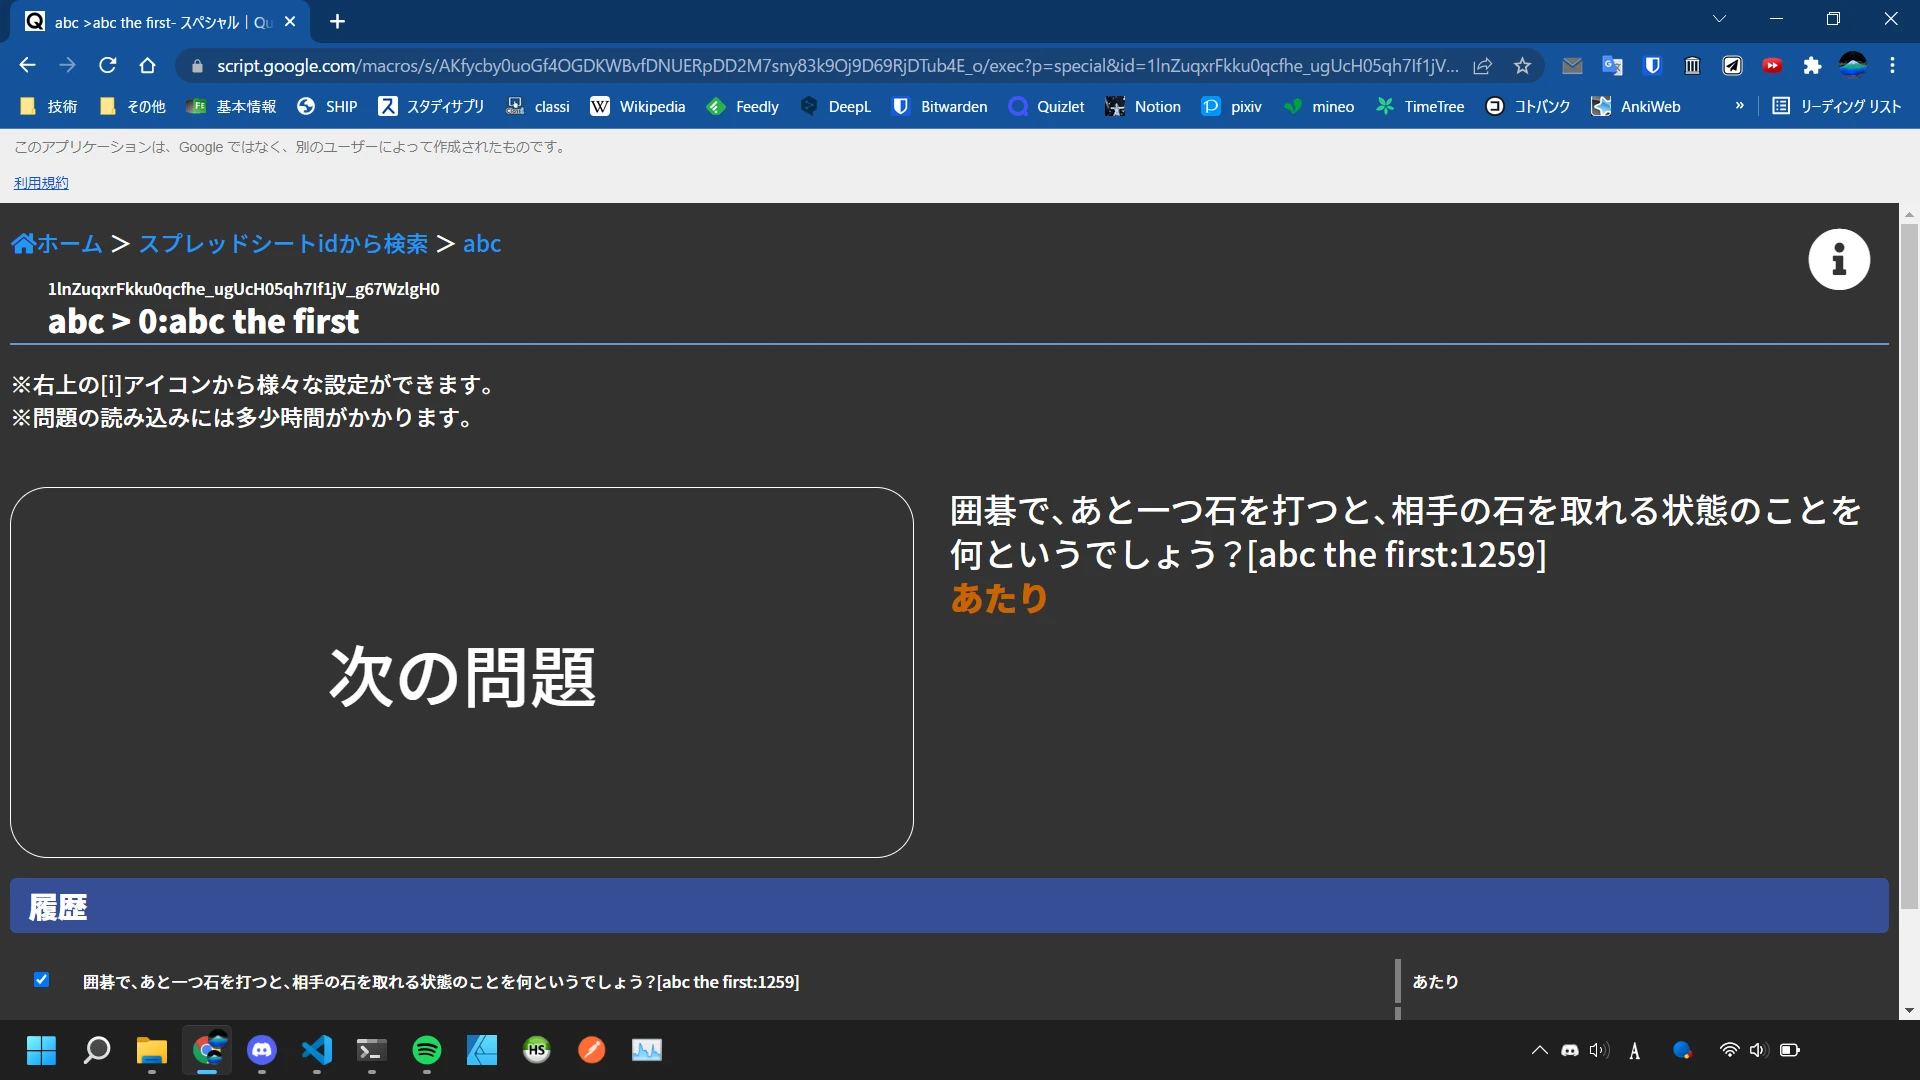 abc >abc the first- スペシャル | Qu
script.google.com/macros/s/AKfycby0uoGf4OGDKWBvfDNUERpDD2M7sny83k9Oj9D69RjDTub4E_o/exec?p=special&id=1lnZuqxrFkku0qcfhe_ugUcH05qh7If1jV...
技術 その他 基本情報 SHIP スタディサプリ classi Wikipedia Feedly DeepL Bitwarden Quizlet Notion pixiv mineo TimeTree コトバンク AnkiWeb » リーディング リスト
このアプリケーションは、Google ではなく、別のユーザーによって作成されたものです。
利用規約
ホーム > スプレッドシートidから検索 > abc
1lnZuqxrFkku0qcfhe_ugUcH05qh7If1jV_g67WzlgH0
abc > 0:abc the first
※右上の[i]アイコンから様々な設定ができます。
※問題の読み込みには多少時間がかかります。
次の問題
囲碁で、あと一つ石を打つと、相手の石を取れる状態のことを
何というでしょう？[abc the first:1259]
あたり
履歴
囲碁で、あと一つ石を打つと、相手の石を取れる状態のことを何というでしょう？[abc the first:1259] あたり
HS
A